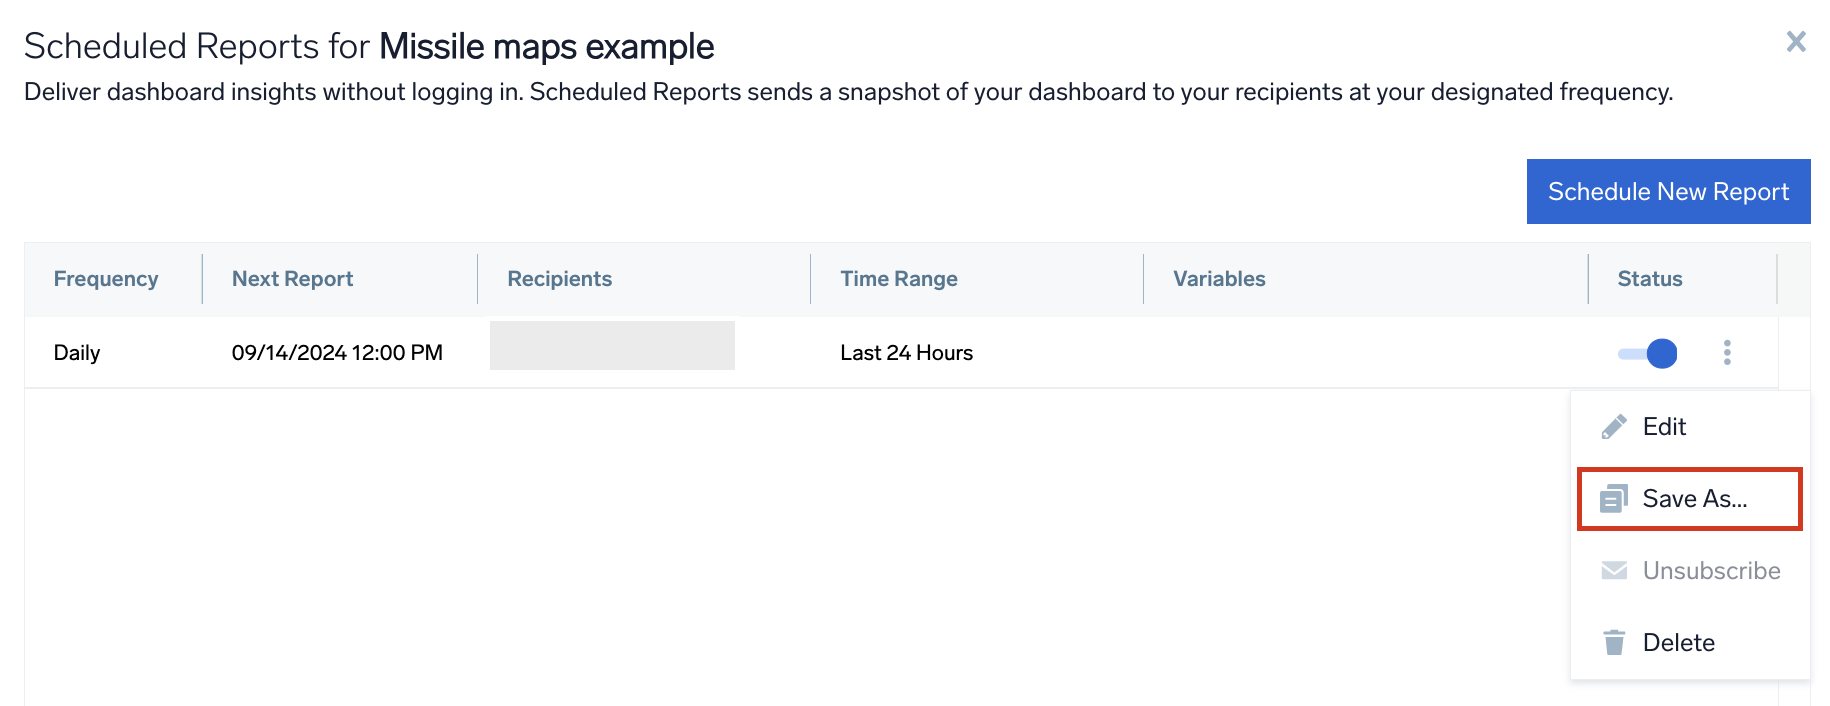 Scheduled Reports for Missile maps example
Deliver dashboard insights without logging in. Scheduled Reports sends a snapshot of your dashboard to your recipients at your designated frequency.
Schedule New Report
Frequency Next Report Recipients Time Range Variables Status
Daily 09/14/2024 12:00 PM Last 24 Hours
Edit
Save As...
Unsubscribe
Delete